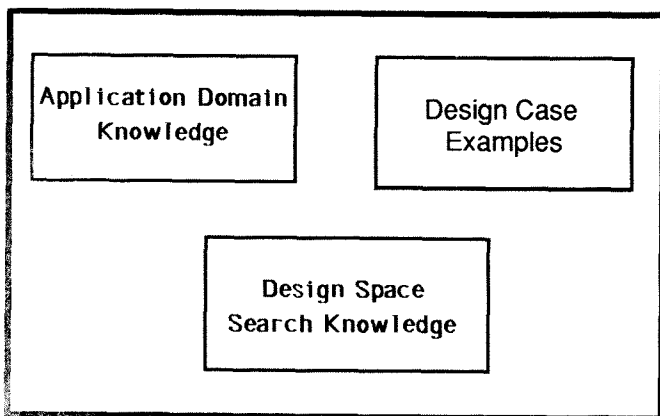 Application Domain
Knowledge
Design Case
Examples
Design Space
Search Knowledge